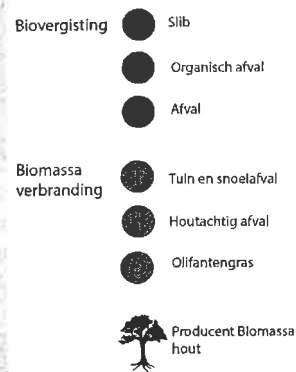 Biovergisting
Slib
Organisch afval
Afval
Biomassa
verbranding
Tuin en snoeiafval
Houtachtig afval
Olifantengras
Producent Biomassa
hout